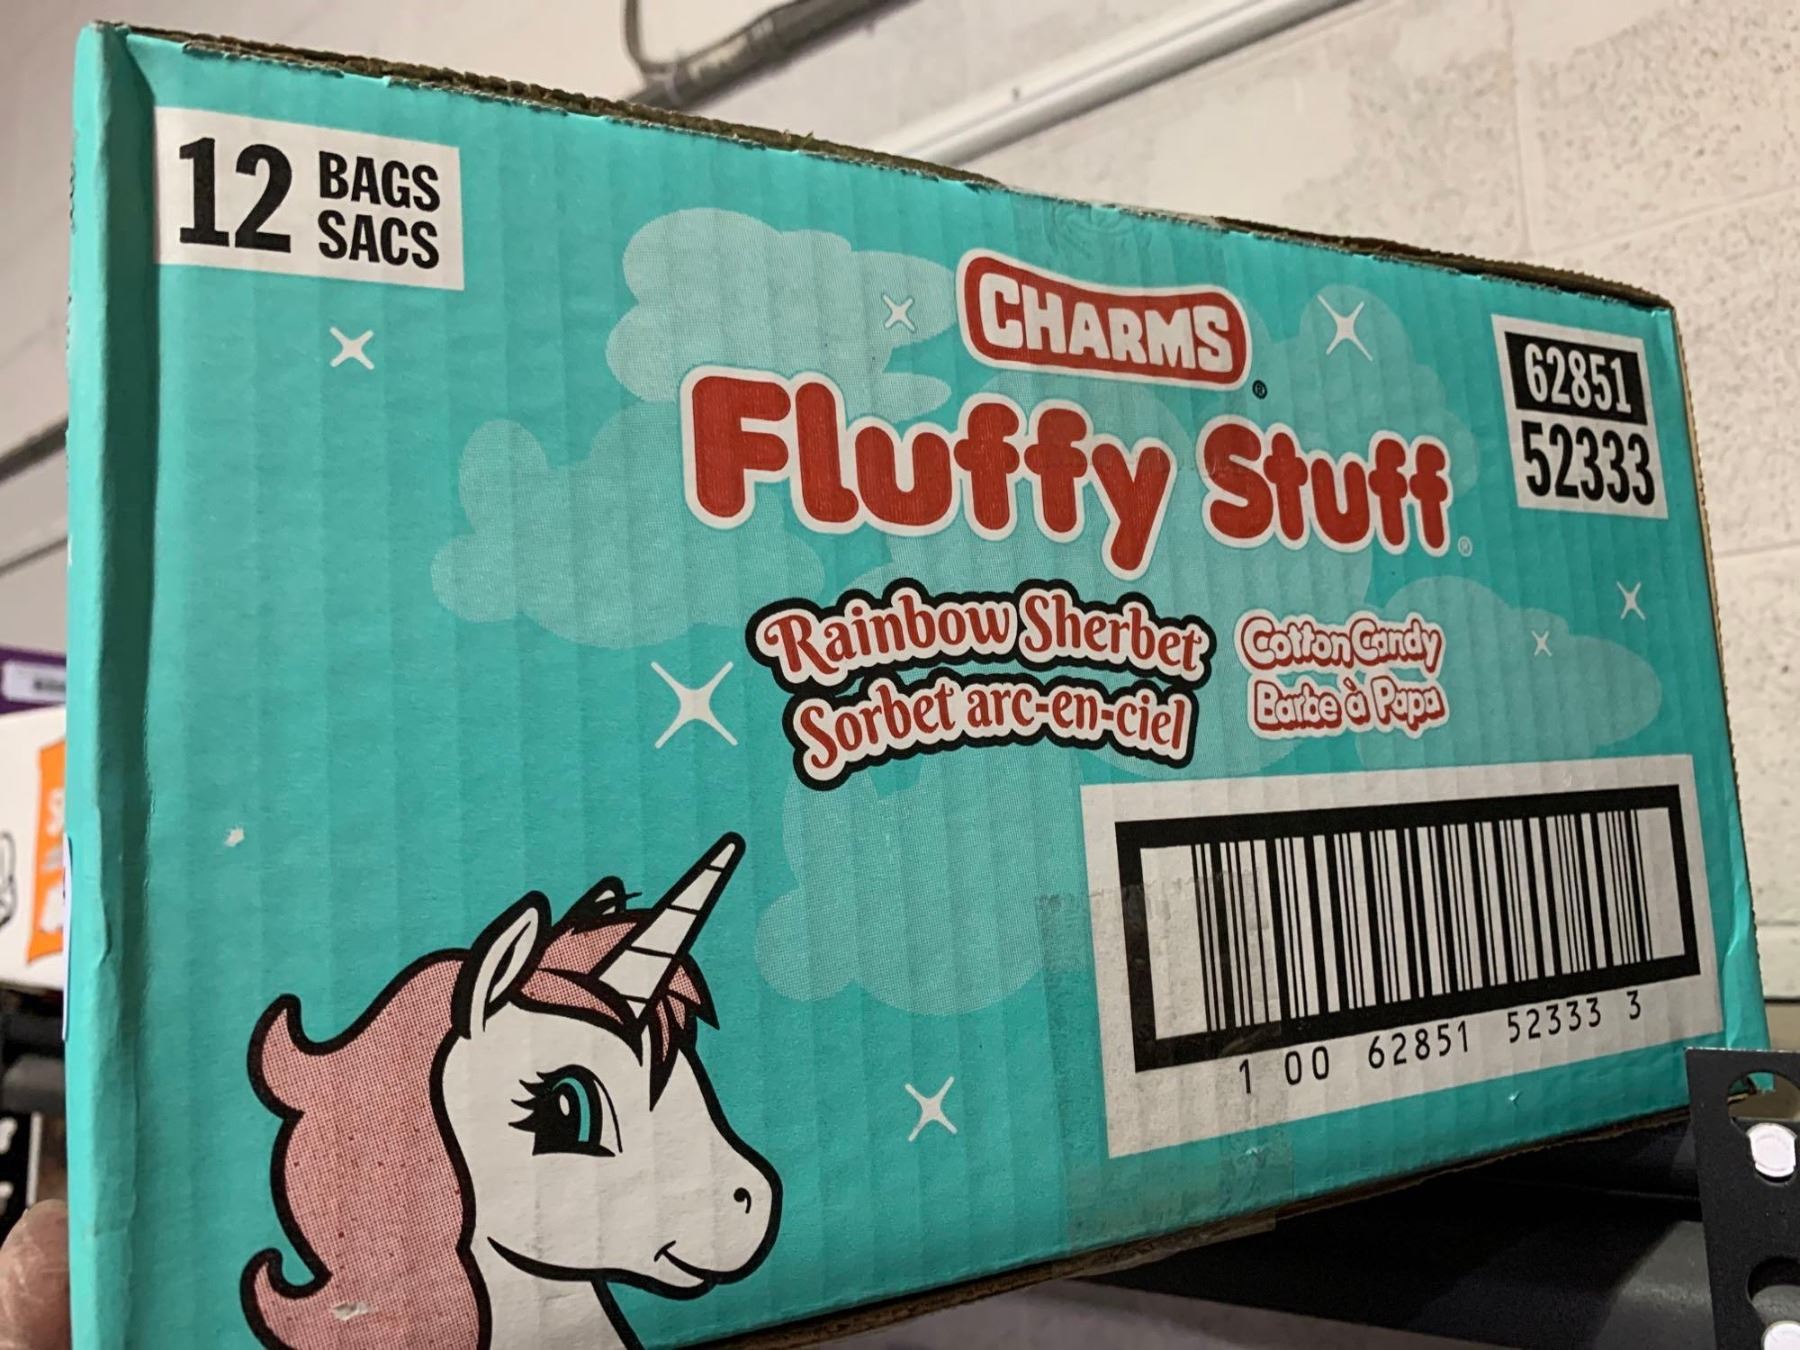 12 BAGS
SACS
CHARMS®
Fluffy Stuff®
62851
52333
Rainbow Sherbet
Sorbet arc-en-ciel
Cotton Candy
Barbe à Papa
1 00 62851 52333 3